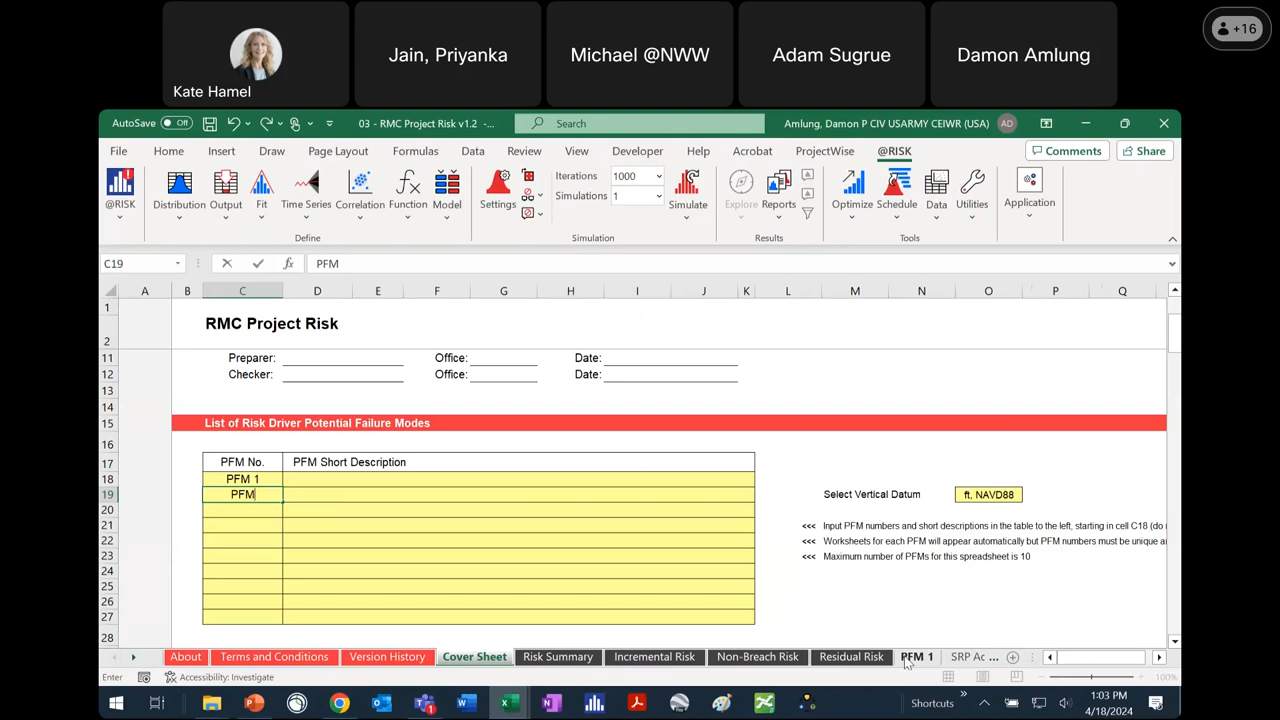 +16
Kate Hamel
Jain, Priyanka
Michael @NWW
Adam Sugrue
Damon Amlung
AutoSave Off
03 - RMC Project Risk v1.2 -...
Search
Amlung, Damon P CIV USARMY CEIWR (USA) AD
File Home Insert Draw Page Layout Formulas Data Review View Developer Help Acrobat ProjectWise @RISK Comments Share
@RISK Distribution Output Fit Time Series Correlation Function Model Settings Iterations 1000 Simulations 1 Simulate Explore Reports Optimize Schedule Data Utilities Application
Define Simulation Results Tools
C19 fx PFM
A B C D E F G H I J K L M N O P Q
1
2 RMC Project Risk
11 Preparer: Office: Date:
12 Checker: Office: Date:
13
14
15 List of Risk Driver Potential Failure Modes
16
17 PFM No. PFM Short Description
18 PFM 1
19 PFM Select Vertical Datum ft, NAVD88
20
21 <<< Input PFM numbers and short descriptions in the table to the left, starting in cell C18 (do
22 <<< Worksheets for each PFM will appear automatically but PFM numbers must be unique a
23 <<< Maximum number of PFMs for this spreadsheet is 10
24
25
26
27
28
About Terms and Conditions Version History Cover Sheet Risk Summary Incremental Risk Non-Breach Risk Residual Risk PFM 1 SRP Ac ...
Enter Accessibility: Investigate 100%
Shortcuts » 1:03 PM
4/18/2024